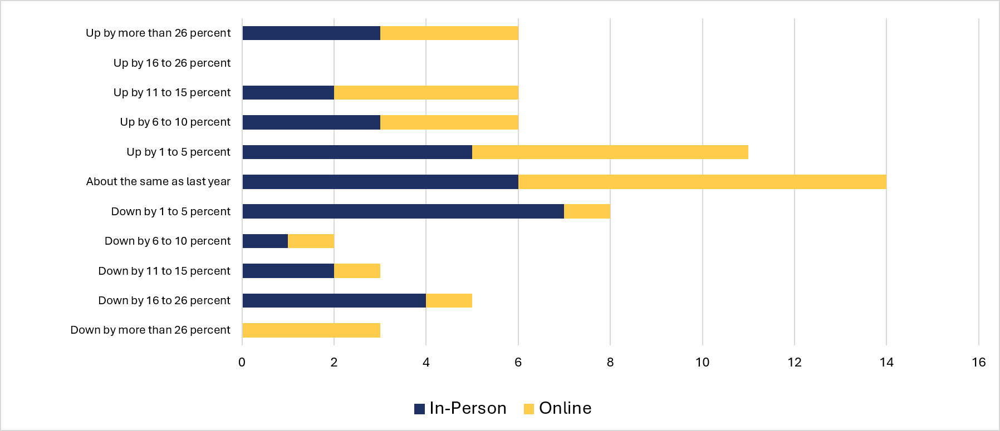 Up by more than 26 percent
Up by 16 to 26 percent
Up by 11 to 15 percent
Up by 6 to 10 percent
Up by 1 to 5 percent
About the same as last year
Down by 1 to 5 percent
Down by 6 to 10 percent
Down by 11 to 15 percent
Down by 16 to 26 percent
Down by more than 26 percent
0 2 4 6 8 10 12 14 16
In-Person Online